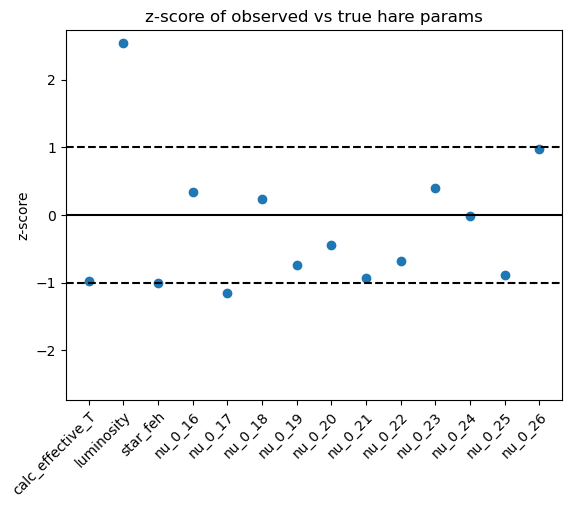 z-score of observed vs true hare params
z-score
2
1
0
−1
−2
calc_effective_T
luminosity
star_feh
nu_0_16
nu_0_17
nu_0_18
nu_0_19
nu_0_20
nu_0_21
nu_0_22
nu_0_23
nu_0_24
nu_0_25
nu_0_26